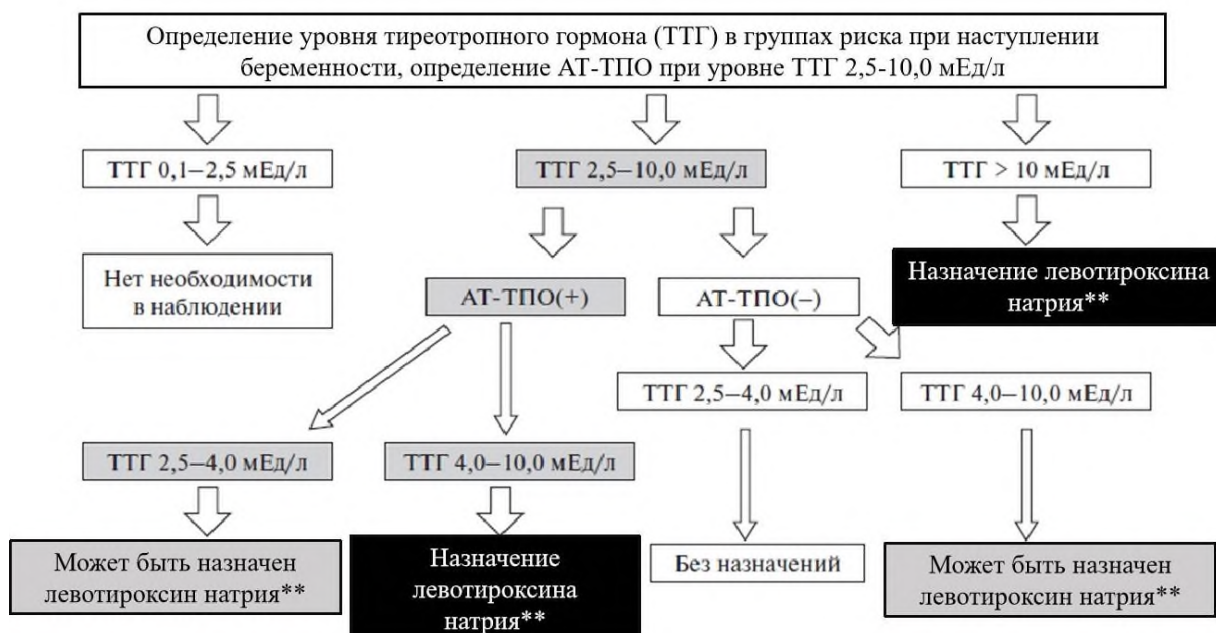 Определение уровня тиреотропного гормона (ТТГ) в группах риска при наступлении
беременности, определение АТ-ТПО при уровне ТТГ 2,5-10,0 мЕд/л
ТТГ 0,1–2,5 мЕд/л
ТТГ 2,5–10,0 мЕд/л
ТТГ > 10 мЕд/л
Нет необходимости
в наблюдении
АТ-ТПО(+)
АТ-ТПО(–)
Назначение левотироксина
натрия**
ТТГ 2,5–4,0 мЕд/л
ТТГ 4,0–10,0 мЕд/л
ТТГ 2,5–4,0 мЕд/л
ТТГ 4,0–10,0 мЕд/л
Может быть назначен
левотироксин натрия**
Назначение
левотироксина
натрия**
Без назначений
Может быть назначен
левотироксин натрия**